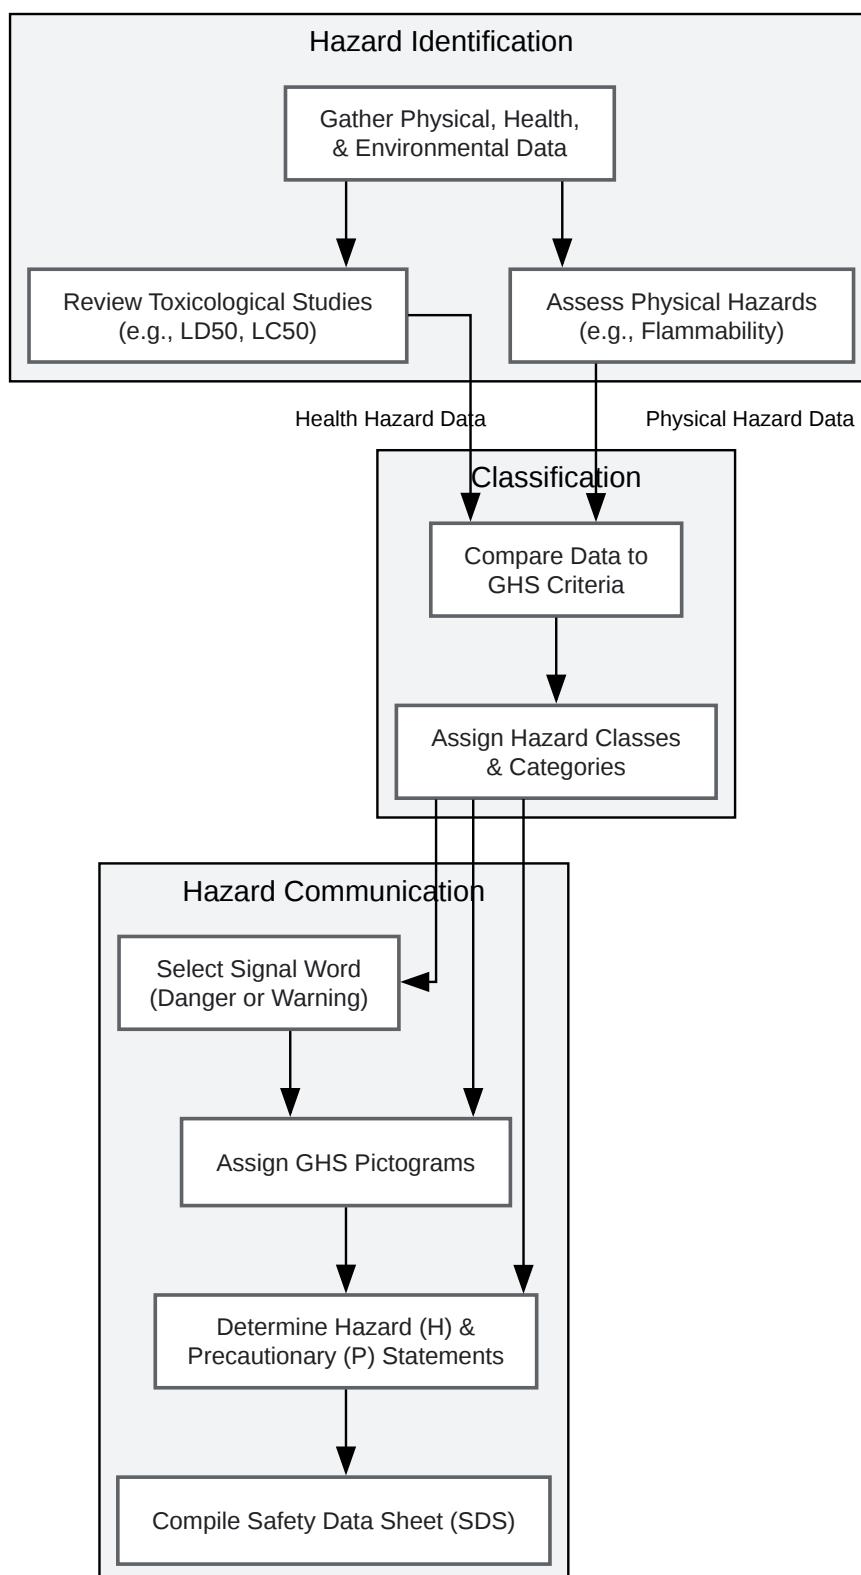 Hazard Identification
Gather Physical, Health,
& Environmental Data
Review Toxicological Studies
(e.g., LD50, LC50)
Assess Physical Hazards
(e.g., Flammability)
Health Hazard Data
Physical Hazard Data
Classification
Compare Data to
GHS Criteria
Assign Hazard Classes
& Categories
Hazard Communication
Select Signal Word
(Danger or Warning)
Assign GHS Pictograms
Determine Hazard (H) &
Precautionary (P) Statements
Compile Safety Data Sheet (SDS)